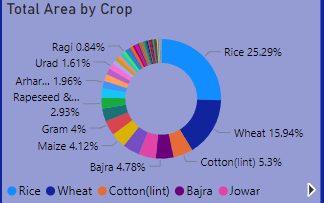 Total Area by Crop
Ragi 0.84%
Urad 1.61%
Arhar... 1.96%
Rapeseed &...
2.93%
Gram 4%
Maize 4.12%
Bajra 4.78%
Rice 25.29%
Wheat 15.94%
Cotton(lint) 5.3%
Rice Wheat Cotton(lint) Bajra Jowar